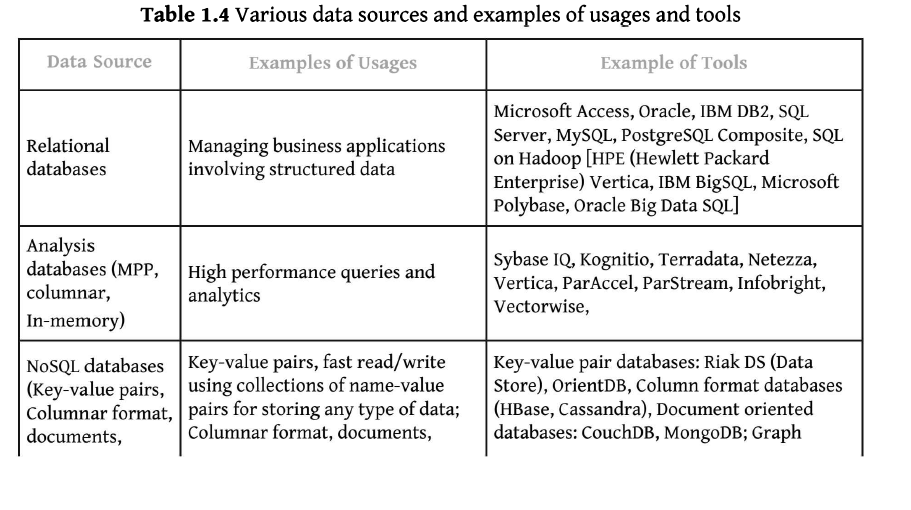 Table 1.4 Various data sources and examples of usages and tools
Data Source
Examples of Usages
Example of Tools
Relational
databases
Managing business applications
involving structured data
Microsoft Access, Oracle, IBM DB2, SQL
Server, MySQL, PostgreSQL Composite, SQL
on Hadoop [HPE (Hewlett Packard
Enterprise) Vertica, IBM BigSQL, Microsoft
Polybase, Oracle Big Data SQL]
Analysis
databases (MPP,
columnar,
In-memory)
High performance queries and
analytics
Sybase IQ, Kognitio, Terradata, Netezza,
Vertica, ParAccel, ParStream, Infobright,
Vectorwise,
NoSQL databases
(Key-value pairs,
Columnar format,
documents,
Key-value pairs, fast read/write
using collections of name-value
pairs for storing any type of data;
Columnar format, documents,
Key-value pair databases: Riak DS (Data
Store), OrientDB, Column format databases
(HBase, Cassandra), Document oriented
databases: CouchDB, MongoDB; Graph